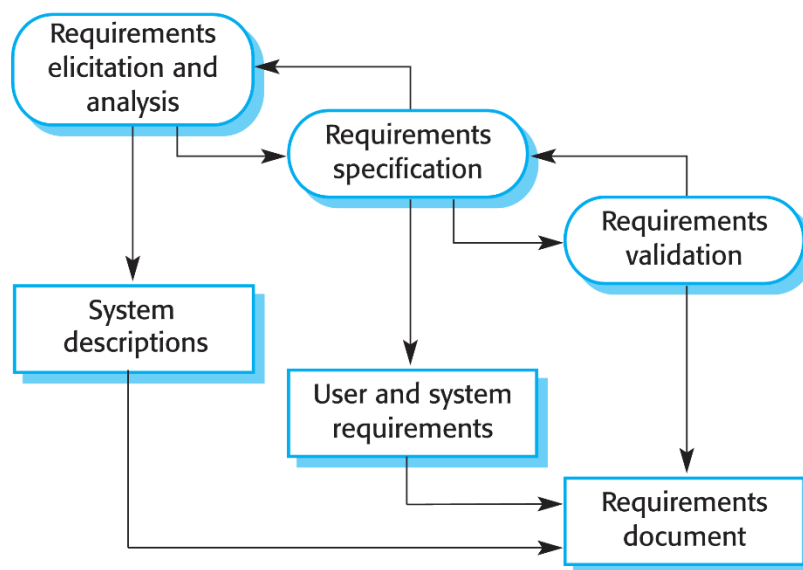 Requirements
elicitation and
analysis
Requirements
specification
Requirements
validation
System
descriptions
User and system
requirements
Requirements
document